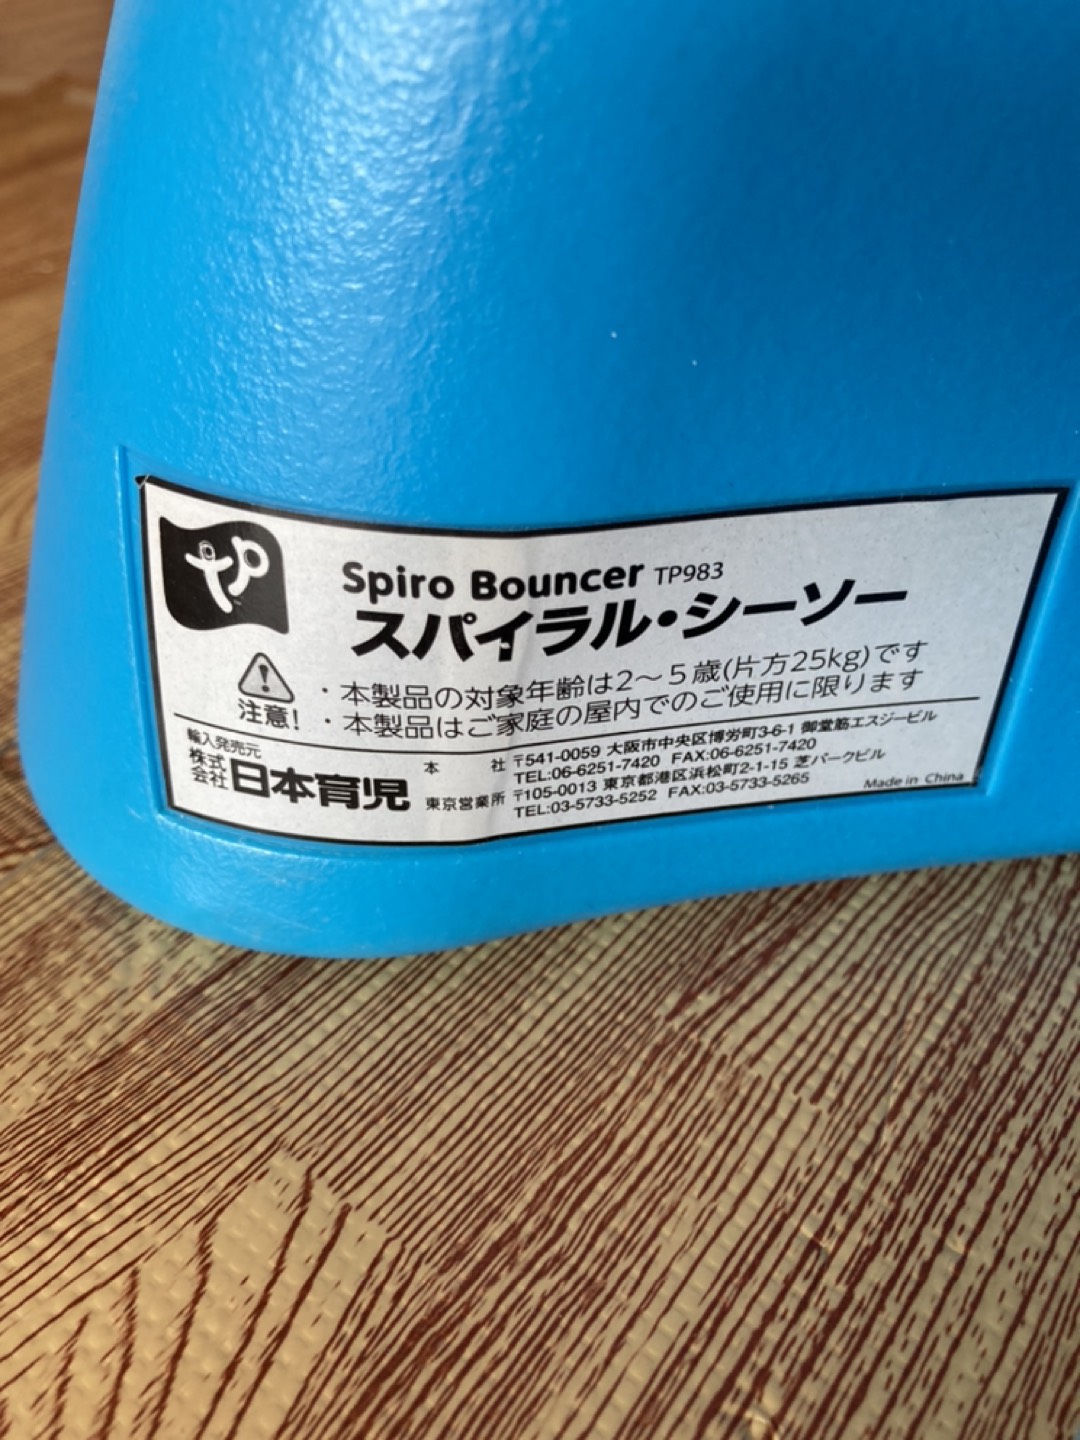 TP
Spiro Bouncer TP983
スパイラル・シーソー
注意!
・本製品の対象年齢は2〜5歳(片方25kg)です
・本製品はご家庭の屋内でのご使用に限ります
輸入発売元
株式会社 日本育児
本 社 〒541-0059 大阪市中央区博労町3-6-1 御堂筋エスジービル
TEL:06-6251-7420 FAX:06-6251-7420
東京営業所 〒105-0013 東京都港区浜松町2-1-15 芝パークビル
TEL:03-5733-5252 FAX:03-5733-5265
Made in China